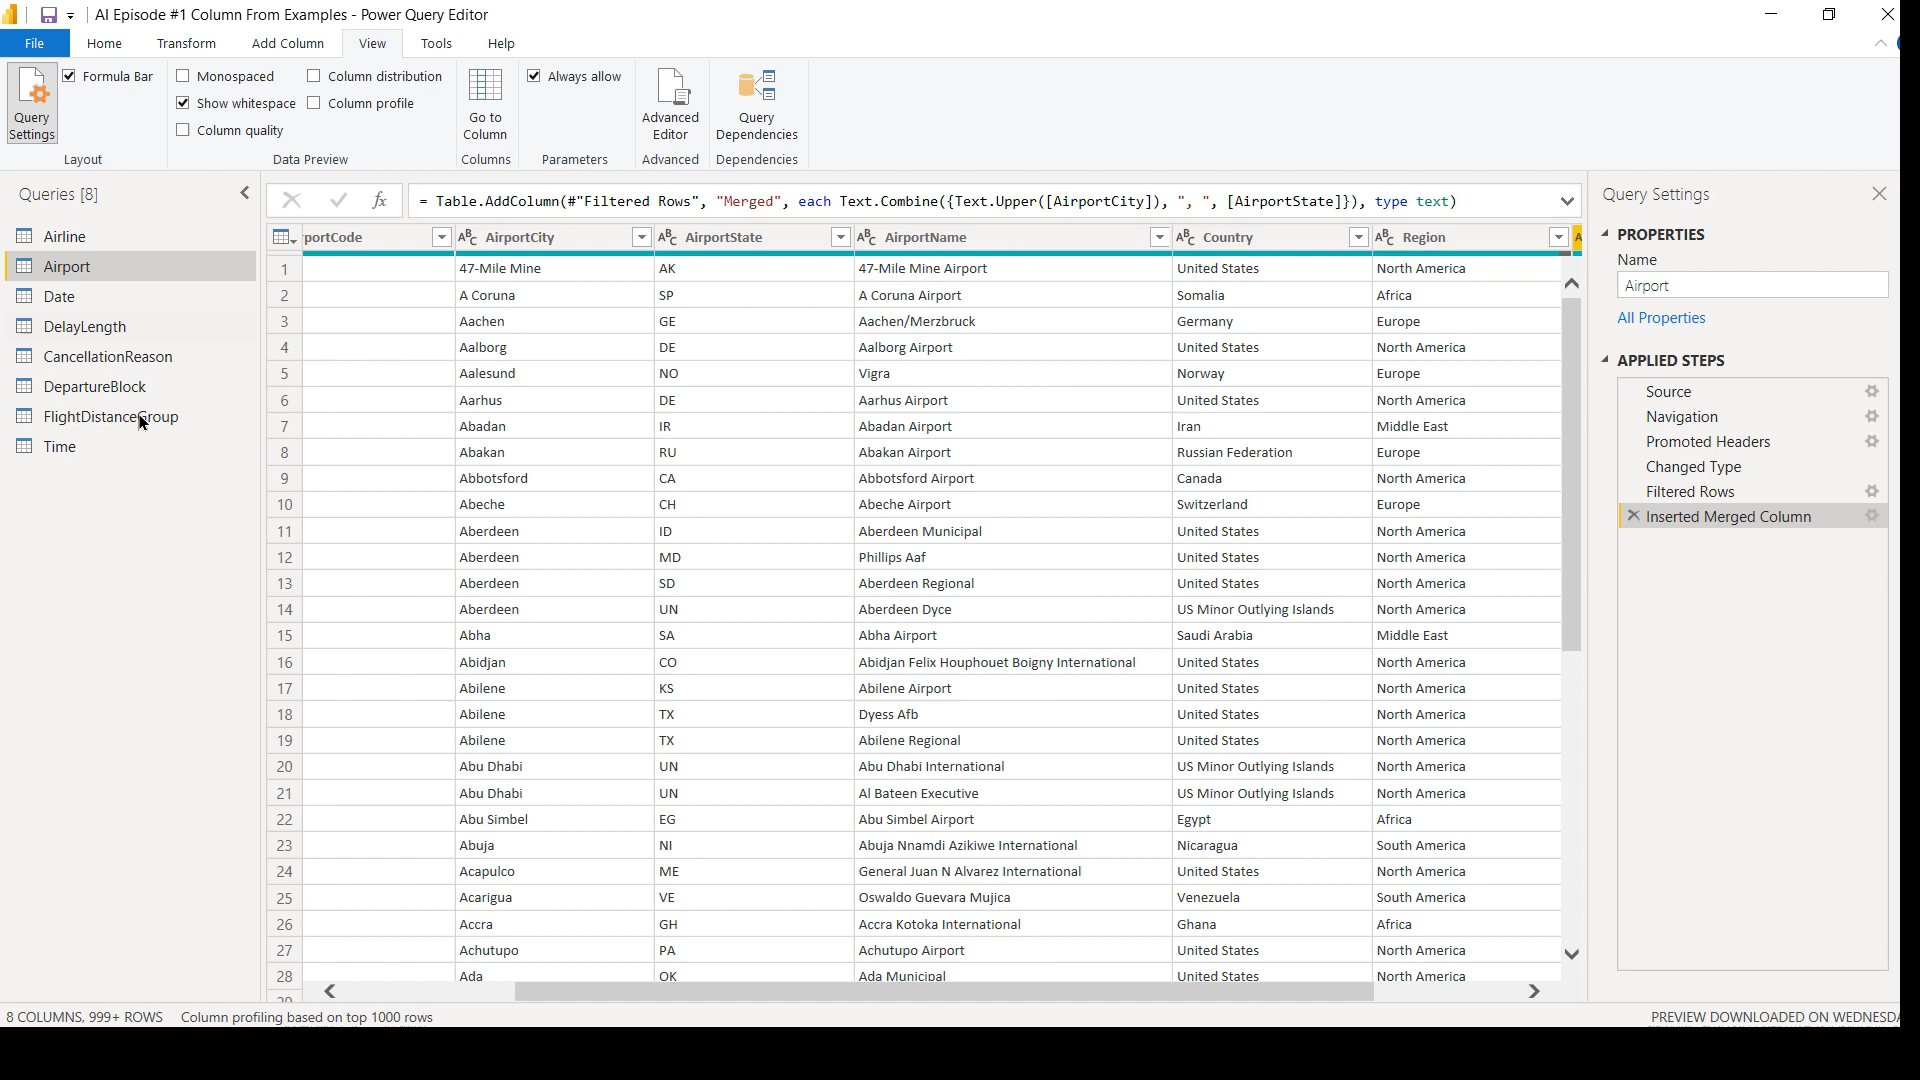 AI Episode #1 Column From Examples - Power Query Editor
File Home Transform Add Column View Tools Help
Query Settings
Formula Bar
Layout
Monospaced
Show whitespace
Column quality
Column distribution
Column profile
Data Preview
Go to Column
Columns
Always allow
Parameters
Advanced Editor
Advanced
Query Dependencies
Dependencies
Queries [8]
Airline
Airport
Date
DelayLength
CancellationReason
DepartureBlock
FlightDistanceGroup
Time
fx = Table.AddColumn(#"Filtered Rows", "Merged", each Text.Combine({Text.Upper([AirportCity]), ", ", [AirportState]}), type text)
portCode ABC AirportCity ABC AirportState ABC AirportName ABC Country ABC Region A
1 47-Mile Mine AK 47-Mile Mine Airport United States North America
2 A Coruna SP A Coruna Airport Somalia Africa
3 Aachen GE Aachen/Merzbruck Germany Europe
4 Aalborg DE Aalborg Airport United States North America
5 Aalesund NO Vigra Norway Europe
6 Aarhus DE Aarhus Airport United States North America
7 Abadan IR Abadan Airport Iran Middle East
8 Abakan RU Abakan Airport Russian Federation Europe
9 Abbotsford CA Abbotsford Airport Canada North America
10 Abeche CH Abeche Airport Switzerland Europe
11 Aberdeen ID Aberdeen Municipal United States North America
12 Aberdeen MD Phillips Aaf United States North America
13 Aberdeen SD Aberdeen Regional United States North America
14 Aberdeen UN Aberdeen Dyce US Minor Outlying Islands North America
15 Abha SA Abha Airport Saudi Arabia Middle East
16 Abidjan CO Abidjan Felix Houphouet Boigny International United States North America
17 Abilene KS Abilene Airport United States North America
18 Abilene TX Dyess Afb United States North America
19 Abilene TX Abilene Regional United States North America
20 Abu Dhabi UN Abu Dhabi International US Minor Outlying Islands North America
21 Abu Dhabi UN Al Bateen Executive US Minor Outlying Islands North America
22 Abu Simbel EG Abu Simbel Airport Egypt Africa
23 Abuja NI Abuja Nnamdi Azikiwe International Nicaragua South America
24 Acapulco ME General Juan N Alvarez International United States North America
25 Acarigua VE Oswaldo Guevara Mujica Venezuela South America
26 Accra GH Accra Kotoka International Ghana Africa
27 Achutupo PA Achutupo Airport United States North America
28 Ada OK Ada Municipal United States North America
29
Query Settings
PROPERTIES
Name
Airport
All Properties
APPLIED STEPS
Source
Navigation
Promoted Headers
Changed Type
Filtered Rows
Inserted Merged Column
8 COLUMNS, 999+ ROWS Column profiling based on top 1000 rows PREVIEW DOWNLOADED ON WEDNESDA